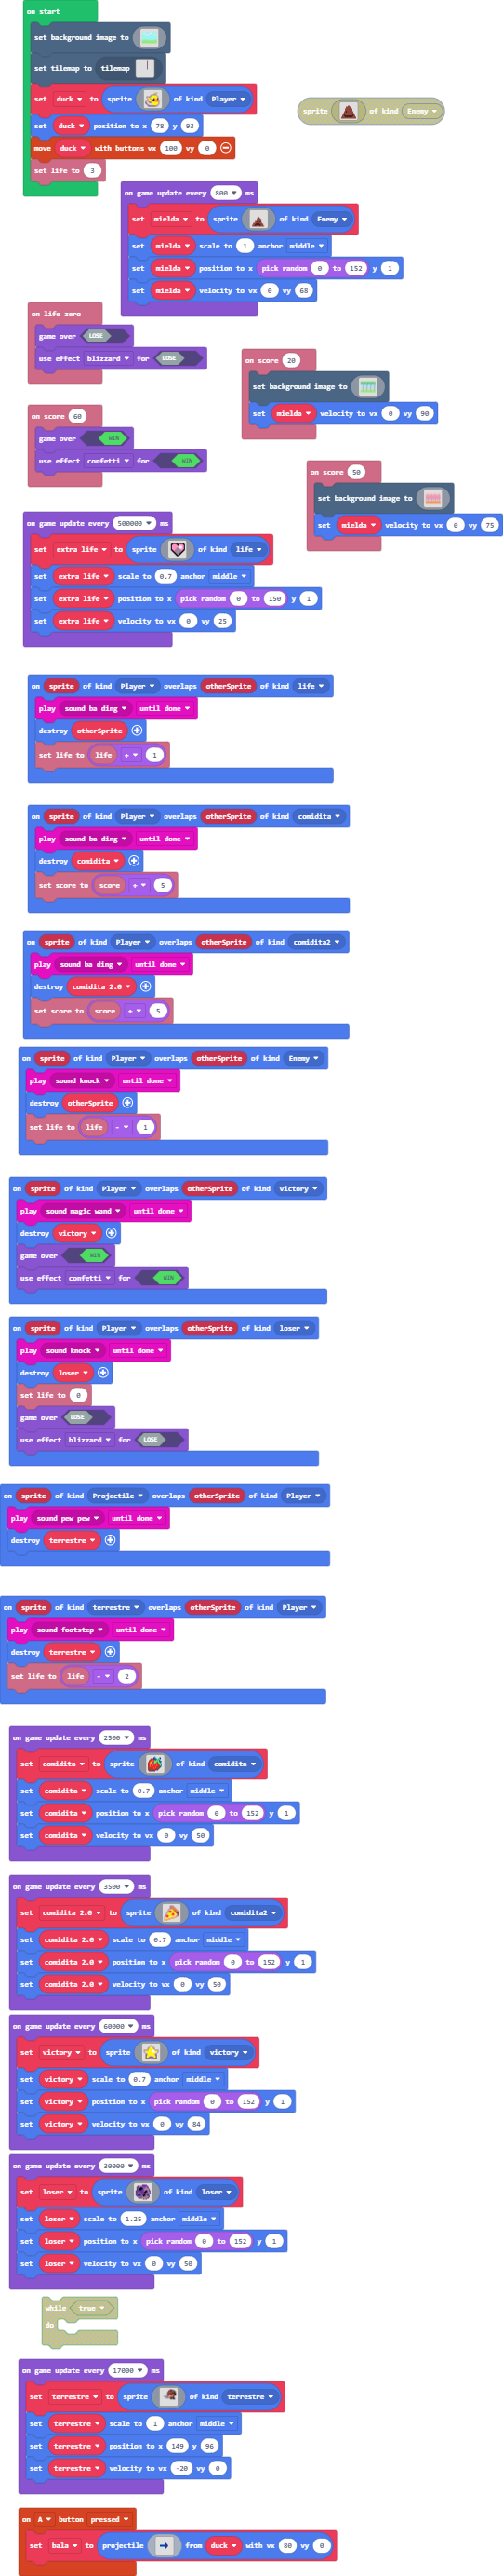 on start
set background image to
set tilemap to tilemap
set duck to sprite of kind Player
sprite of kind Enemy
set duck position to x 78 y 93
move duck with buttons vx 100 vy 0
set life to 3
on game update every 800 ms
set mielda to sprite of kind Enemy
set mielda scale to 1 anchor middle
set mielda position to x pick random 0 to 152 y 1
set mielda velocity to vx 0 vy 68
on life zero
game over LOSE
use effect blizzard for LOSE
on score 20
set background image to
set mielda velocity to vx 0 vy 90
on score 60
game over WIN
use effect confetti for WIN
on score 50
set background image to
set mielda velocity to vx 0 vy 75
on game update every 500000 ms
set extra life to sprite of kind life
set extra life scale to 0.7 anchor middle
set extra life position to x pick random 0 to 150 y 1
set extra life velocity to vx 0 vy 25
on sprite of kind Player overlaps otherSprite of kind life
play sound ba ding until done
destroy otherSprite
set life to life + 1
on sprite of kind Player overlaps otherSprite of kind comidita
play sound ba ding until done
destroy comidita
set score to score + 5
on sprite of kind Player overlaps otherSprite of kind comidita2
play sound ba ding until done
destroy comidita 2.0
set score to score + 5
on sprite of kind Player overlaps otherSprite of kind Enemy
play sound knock until done
destroy otherSprite
set life to life - 1
on sprite of kind Player overlaps otherSprite of kind victory
play sound magic wand until done
destroy victory
game over WIN
use effect confetti for WIN
on sprite of kind Player overlaps otherSprite of kind loser
play sound knock until done
destroy loser
set life to 0
game over LOSE
use effect blizzard for LOSE
on sprite of kind Projectile overlaps otherSprite of kind Player
play sound pew pew until done
destroy terrestre
on sprite of kind terrestre overlaps otherSprite of kind Player
play sound footstep until done
destroy terrestre
set life to life - 2
on game update every 2500 ms
set comidita to sprite of kind comidita
set comidita scale to 0.7 anchor middle
set comidita position to x pick random 0 to 152 y 1
set comidita velocity to vx 0 vy 50
on game update every 3500 ms
set comidita 2.0 to sprite of kind comidita2
set comidita 2.0 scale to 0.7 anchor middle
set comidita 2.0 position to x pick random 0 to 152 y 1
set comidita 2.0 velocity to vx 0 vy 50
on game update every 60000 ms
set victory to sprite of kind victory
set victory scale to 0.7 anchor middle
set victory position to x pick random 0 to 152 y 1
set victory velocity to vx 0 vy 84
on game update every 30000 ms
set loser to sprite of kind loser
set loser scale to 1.25 anchor middle
set loser position to x pick random 0 to 152 y 1
set loser velocity to vx 0 vy 50
while true
do
on game update every 17000 ms
set terrestre to sprite of kind terrestre
set terrestre scale to 1 anchor middle
set terrestre position to x 149 y 96
set terrestre velocity to vx -20 vy 0
on A button pressed
set bala to projectile from duck with vx 80 vy 0